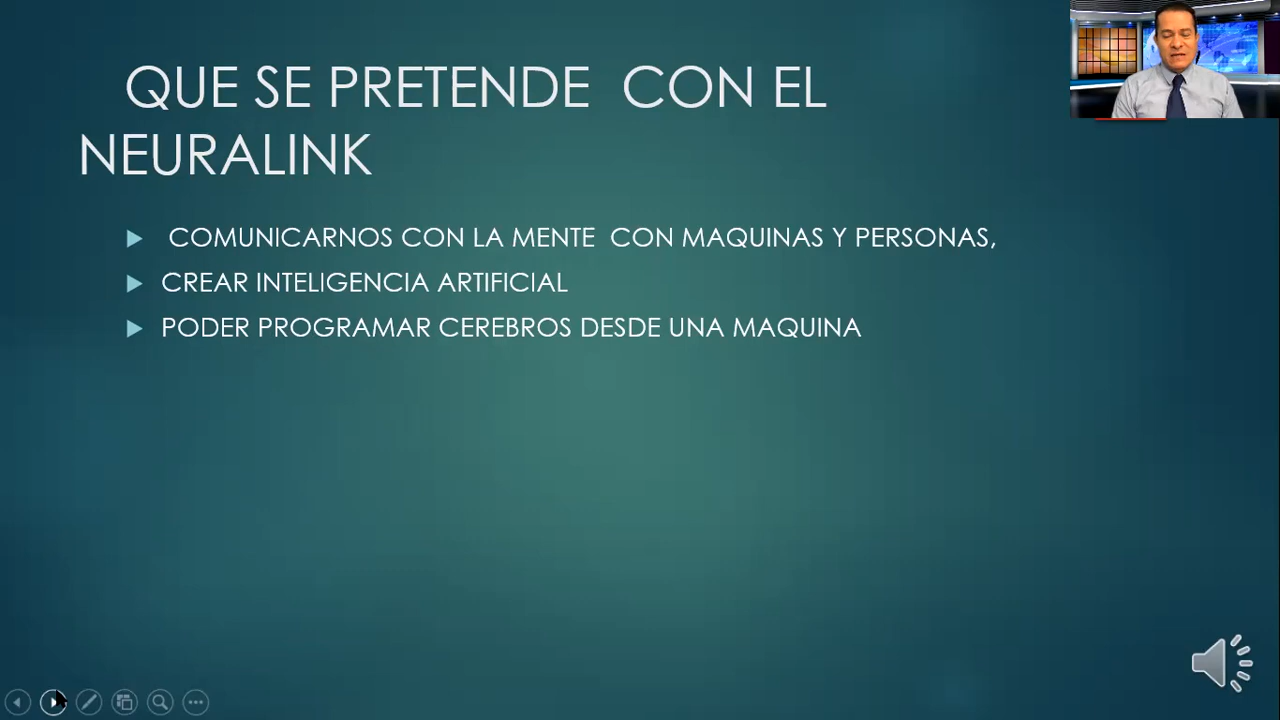 QUE SE PRETENDE CON EL
NEURALINK
COMUNICARNOS CON LA MENTE CON MAQUINAS Y PERSONAS,
CREAR INTELIGENCIA ARTIFICIAL
PODER PROGRAMAR CEREBROS DESDE UNA MAQUINA